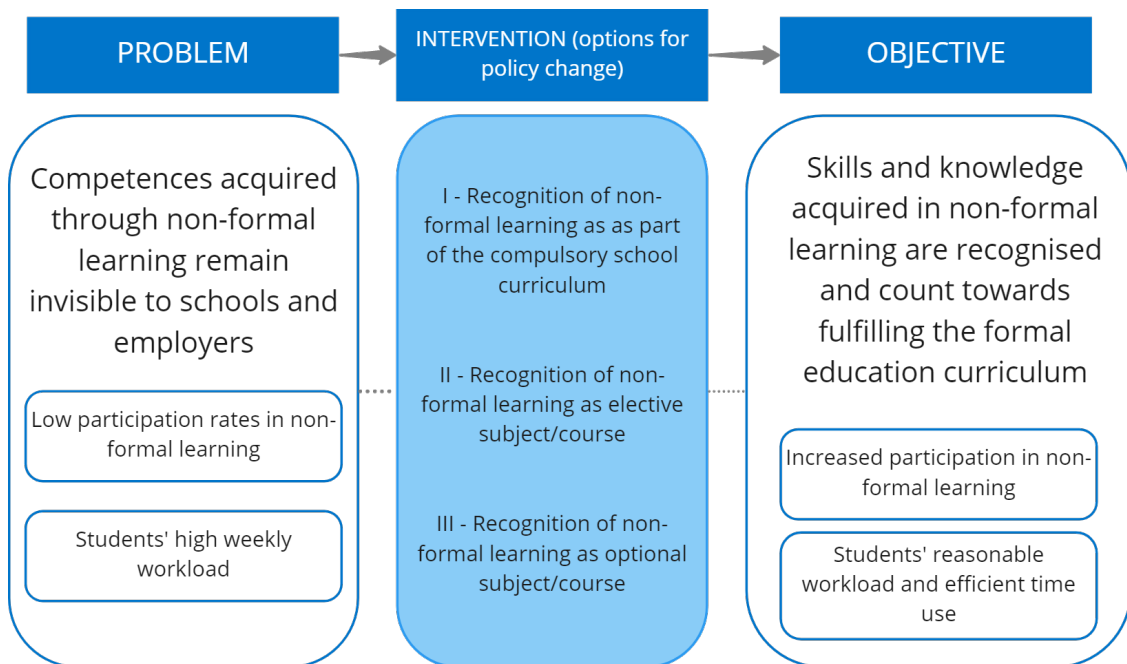 PROBLEM
INTERVENTION (options for
policy change)
OBJECTIVE
Competences acquired
through non-formal
learning remain
invisible to schools and
employers
Low participation rates in non-
formal learning
Students' high weekly
workload
I - Recognition of non-
formal learning as as part
of the compulsory school
curriculum
II - Recognition of non-
formal learning as elective
subject/course
III - Recognition of non-
formal learning as optional
subject/course
Skills and knowledge
acquired in non-formal
learning are recognised
and count towards
fulfilling the formal
education curriculum
Increased participation in non-
formal learning
Students' reasonable
workload and efficient time
use